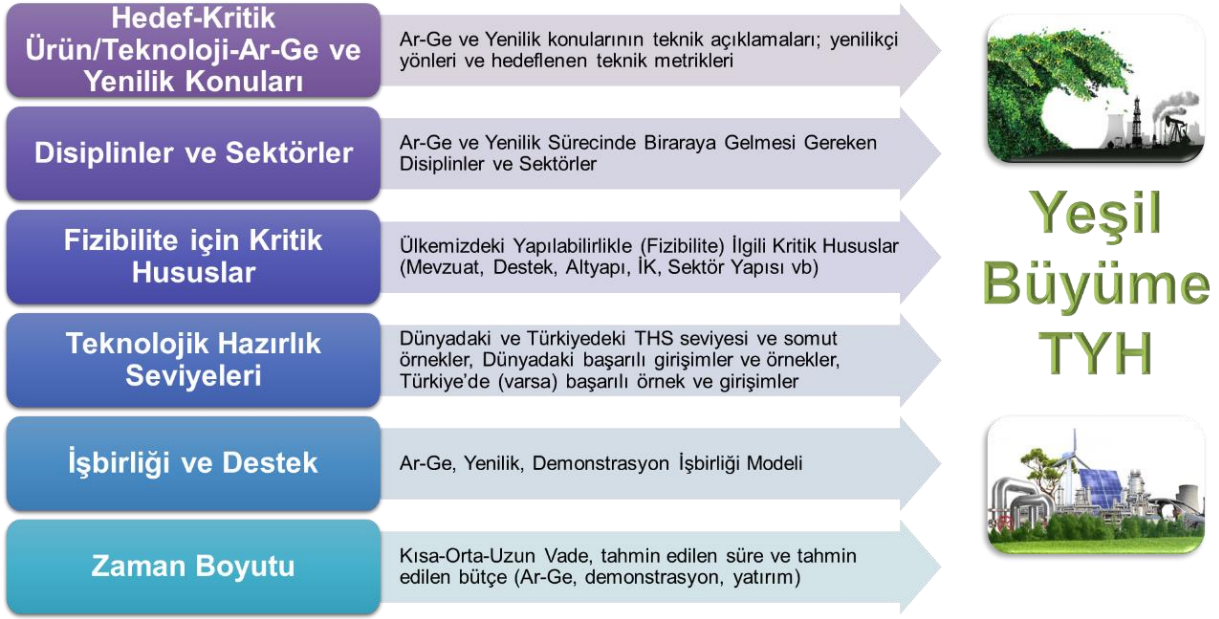 Hedef-Kritik
Ürün/Teknoloji-Ar-Ge ve
Yenilik Konuları
Ar-Ge ve Yenilik konularının teknik açıklamaları; yenilikçi
yönleri ve hedeflenen teknik metrikleri
Disiplinler ve Sektörler
Ar-Ge ve Yenilik Sürecinde Biraraya Gelmesi Gereken
Disiplinler ve Sektörler
Fizibilite için Kritik
Hususlar
Ülkemizdeki Yapılabilirlikle (Fizibilite) İlgili Kritik Hususlar
(Mevzuat, Destek, Altyapı, İK, Sektör Yapısı vb)
Teknolojik Hazırlık
Seviyeleri
Dünyadaki ve Türkiyedeki THS seviyesi ve somut
örnekler, Dünyadaki başarılı girişimler ve örnekler,
Türkiye’de (varsa) başarılı örnek ve girişimler
İşbirliği ve Destek
Ar-Ge, Yenilik, Demonstrasyon İşbirliği Modeli
Zaman Boyutu
Kısa-Orta-Uzun Vade, tahmin edilen süre ve tahmin
edilen bütçe (Ar-Ge, demonstrasyon, yatırım)
Yeşil
Büyüme
TYH